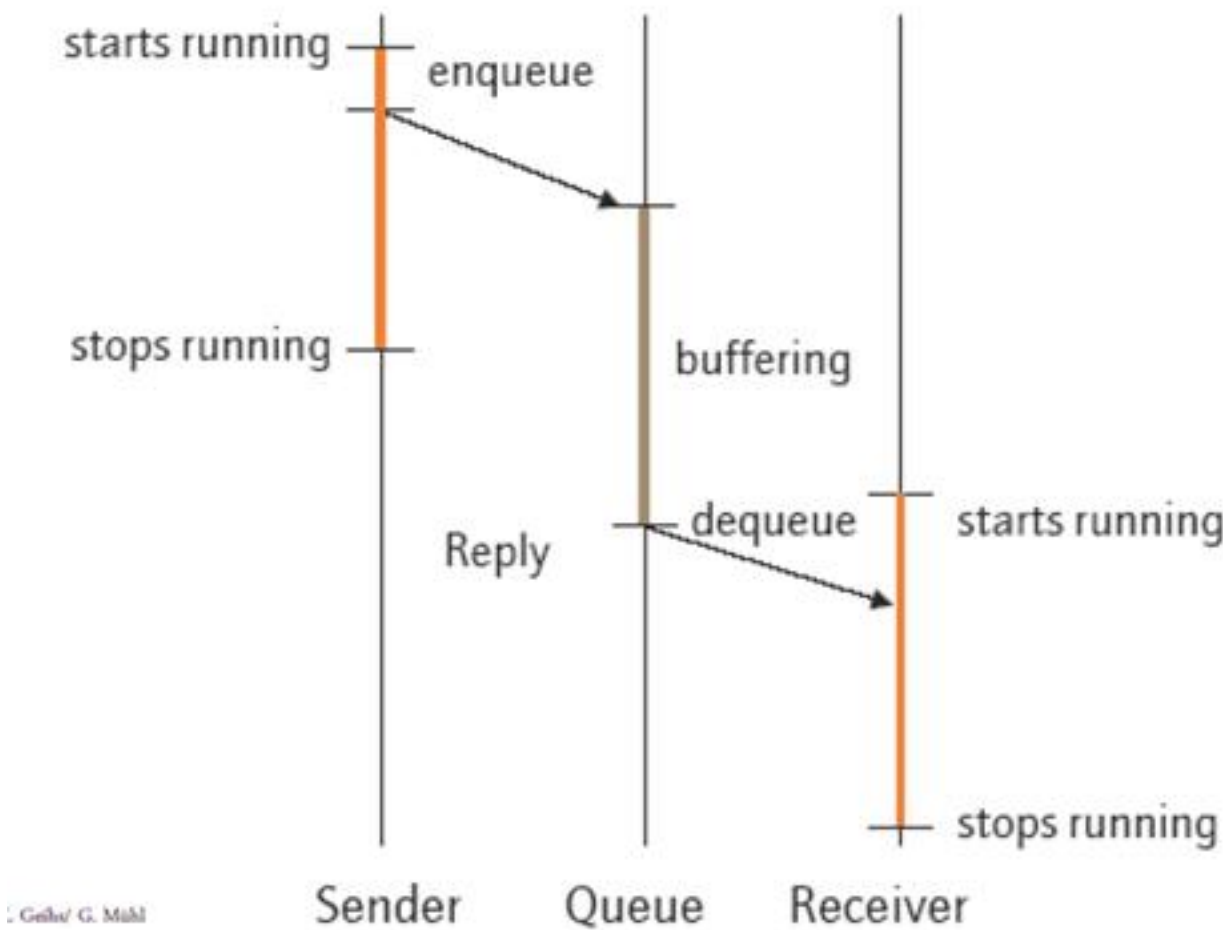 starts running
enqueue
stops running
buffering
dequeue
starts running
Reply
stops running
Sender
Queue
Receiver
G. Mühl